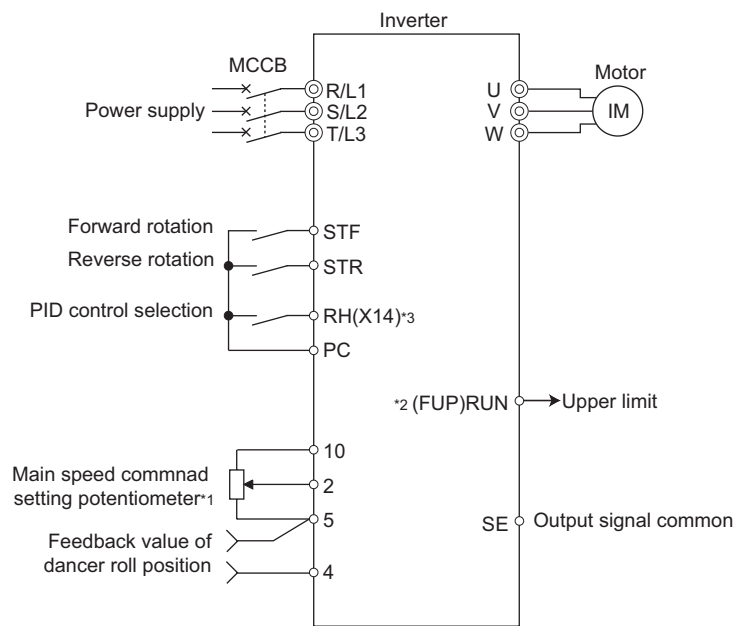 Inverter
MCCB
Power supply
R/L1
S/L2
T/L3
U
V
W
Motor
IM
Forward rotation
STF
Reverse rotation
STR
PID control selection
RH(X14)*3
PC
*2 (FUP)RUN
Upper limit
10
Main speed commnad
setting potentiometer*1
2
5
SE
Output signal common
Feedback value of
dancer roll position
4